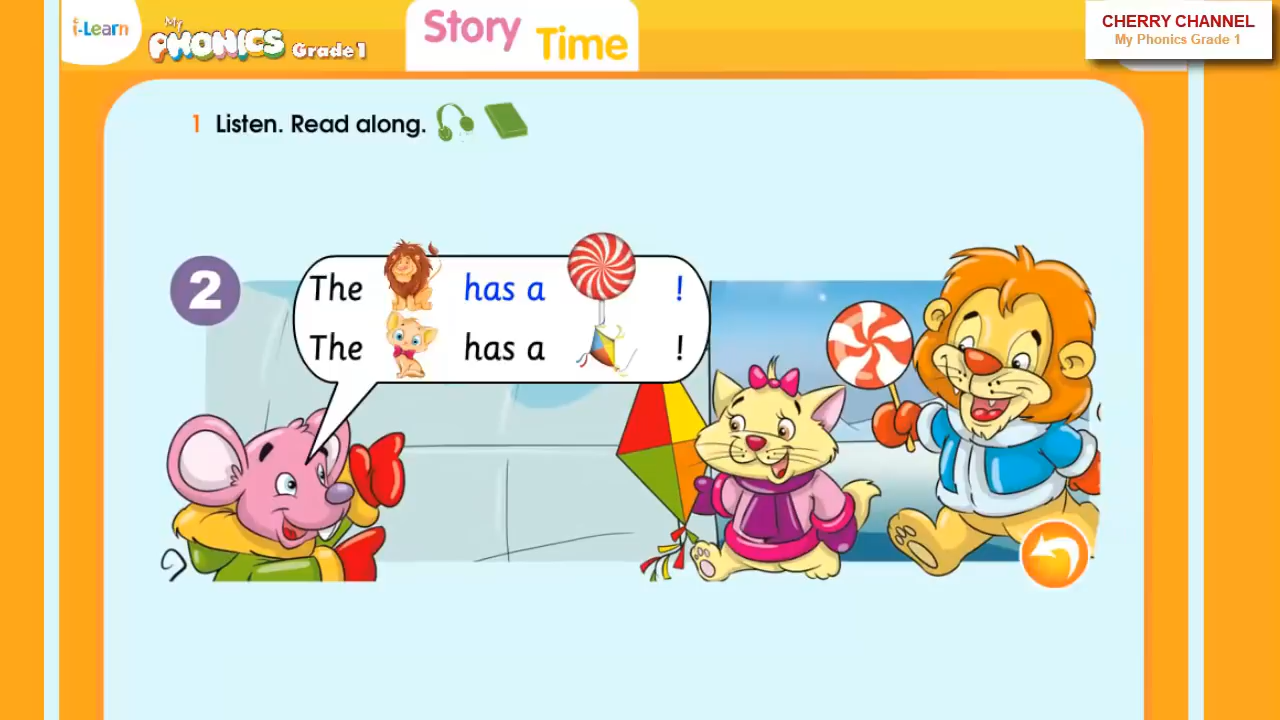 i-Learn
My
PHONICS Grade 1
Story
Time
CHERRY CHANNEL
My Phonics Grade 1
1 Listen. Read along.
2
The has a !
The has a !